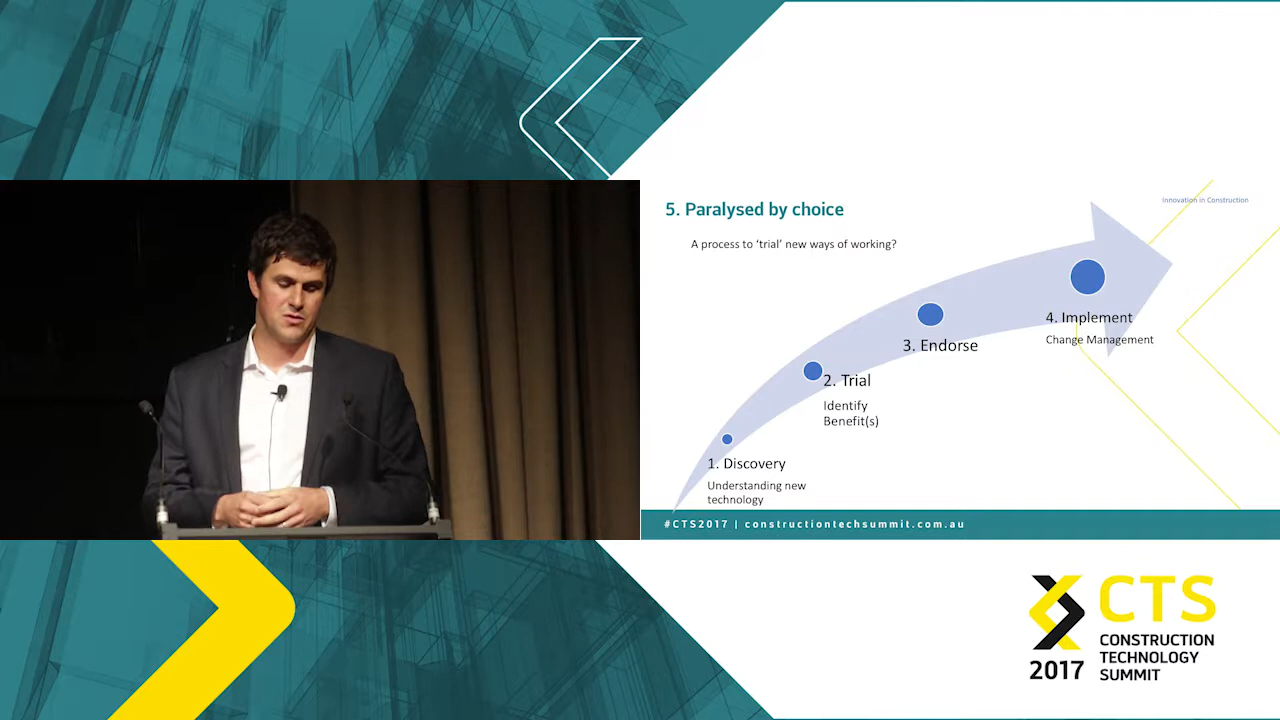 5. Paralysed by choice
Innovation in Construction
A process to ‘trial’ new ways of working?
4. Implement
Change Management
3. Endorse
2. Trial
Identify
Benefit(s)
1. Discovery
Understanding new
technology
#CTS2017 | constructiontechsummit.com.au
CTS
CONSTRUCTION
TECHNOLOGY
2017 SUMMIT